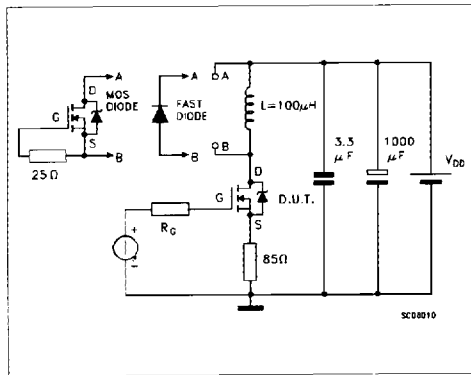 D
MOS
DIODE
G
S
25Ω
A
B
A
FAST
DIODE
B
A
B
L=100μH
D
G
D.U.T.
S
RG
+
-
85Ω
3.3
μF
1000
μF
VDD
SC08010